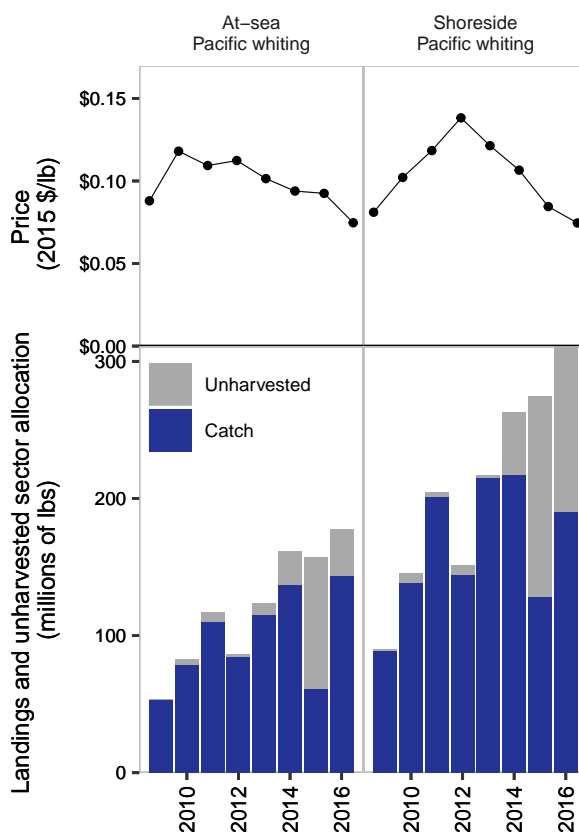 At−sea
Pacific whiting
Shoreside
Pacific whiting
Price
(2015 $/lb)
$0.15
$0.10
$0.05
$0.00
Landings and unharvested sector allocation
(millions of lbs)
300
200
100
0
Unharvested
Catch
2010
2012
2014
2016
2010
2012
2014
2016